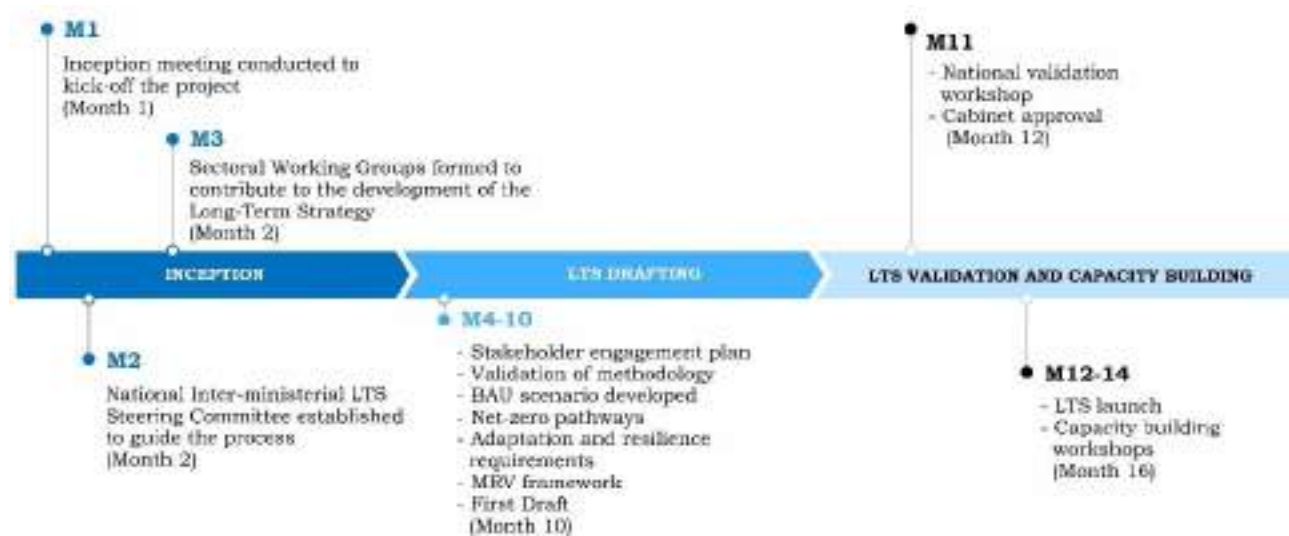 M1
Inception meeting conducted to
kick-off the project
(Month 1)
M3
Sectoral Working Groups formed to
contribute to the development of the
Long-Term Strategy
(Month 2)
M11
- National validation
workshop
- Cabinet approval
(Month 12)
INCEPTION
LTS DRAFTING
LTS VALIDATION AND CAPACITY BUILDING
M2
National Inter-ministerial LTS
Steering Committee established
to guide the process
(Month 2)
M4-10
- Stakeholder engagement plan
- Validation of methodology
- BAU scenario developed
- Net-zero pathways
- Adaptation and resilience
requirements
- MRV framework
- First Draft
(Month 10)
M12-14
- LTS launch
- Capacity building
workshops
(Month 16)